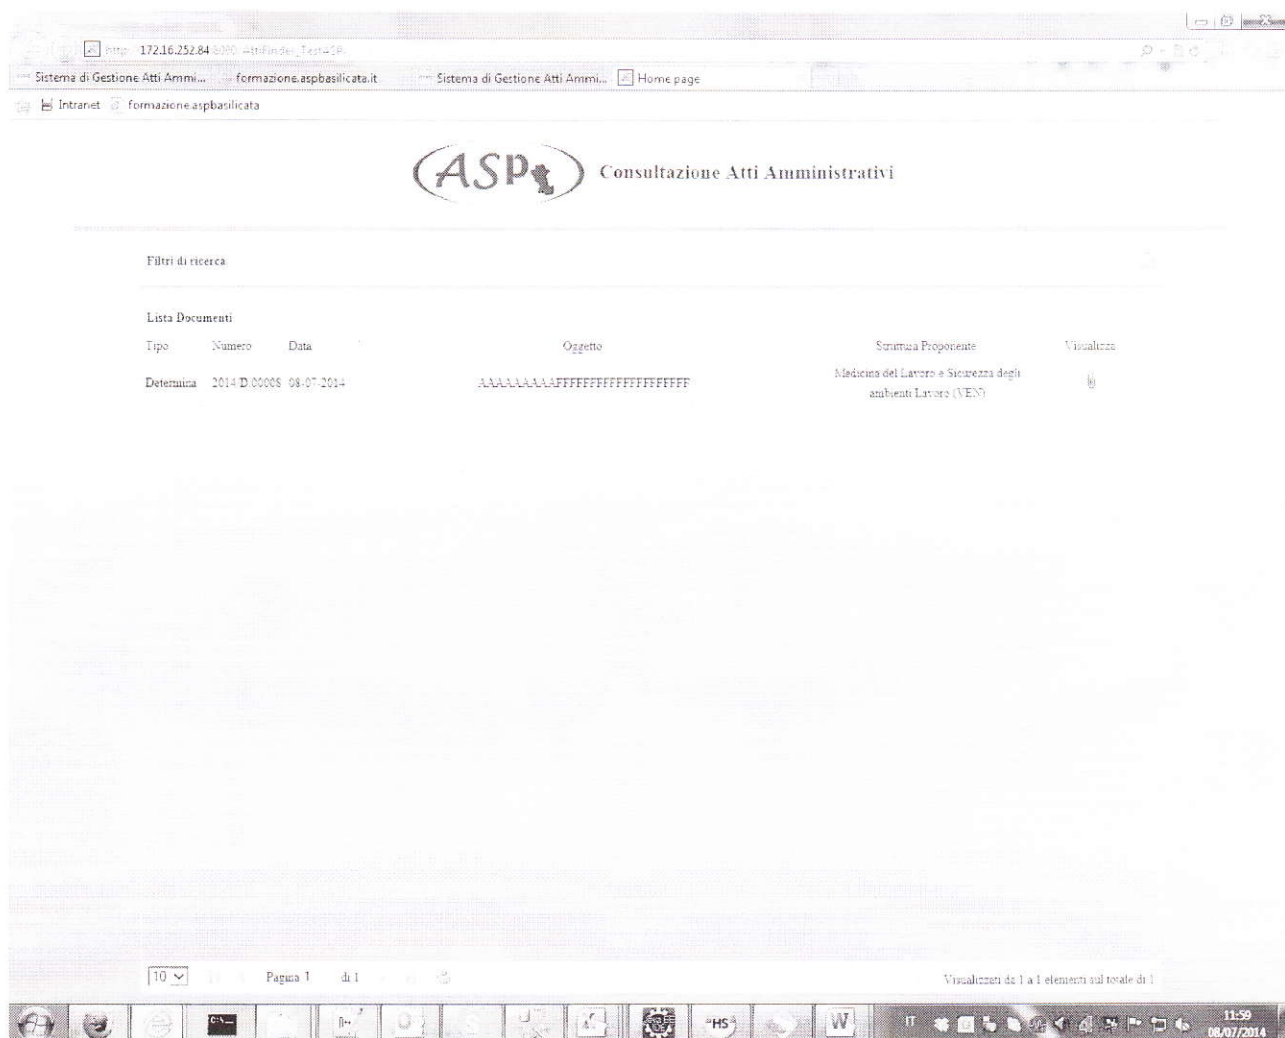 http 172.16.252.84
Sistema di Gestione Atti Ammi... formazione.aspbasilicata.it Sistema di Gestione Atti Ammi... Home page
Intranet formazione.aspbasilicata
ASP Consultazione Atti Amministrativi
Filtri di ricerca
Lista Documenti
Tipo Numero Data Oggetto Struttura Proponente Visualizza
Determina 2014/D.00008 08-07-2014 Medicina del Lavoro e Sicurezza degli
ambienti Lavoro (VEN)
10 Pagina 1 di 1 Visualizzati da 1 a 1 elementi sul totale di 1
C:\ "HS" W IT 11:59
08/07/2014